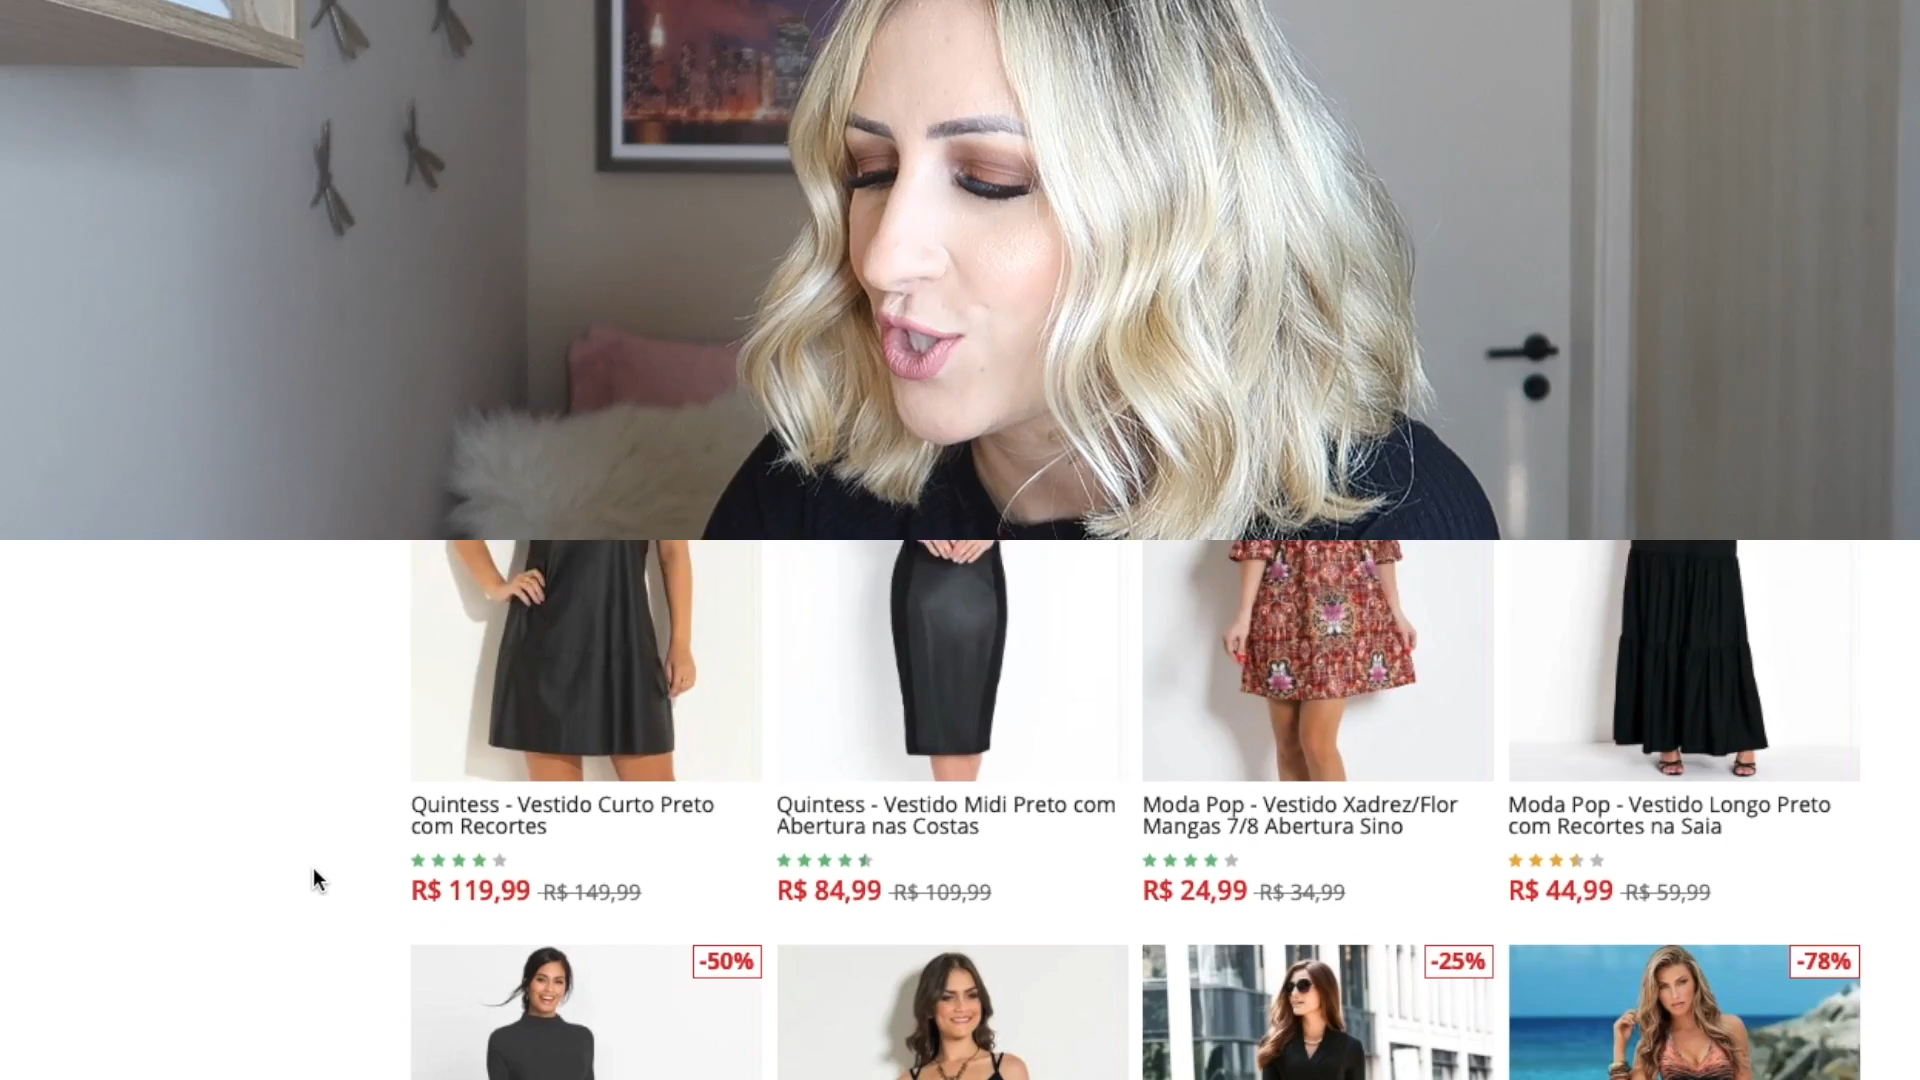 Quintess - Vestido Curto Preto
com Recortes
R$ 119,99 R$ 149,99
Quintess - Vestido Midi Preto com
Abertura nas Costas
R$ 84,99 R$ 109,99
Moda Pop - Vestido Xadrez/Flor
Mangas 7/8 Abertura Sino
R$ 24,99 R$ 34,99
Moda Pop - Vestido Longo Preto
com Recortes na Saia
R$ 44,99 R$ 59,99
-50%
-25%
-78%